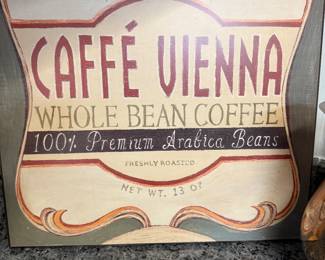 CAFFÉ VIENNA
WHOLE BEAN COFFEE
100% Premium Arabica Beans
FRESHLY ROASTED
NET WT. 13 OZ